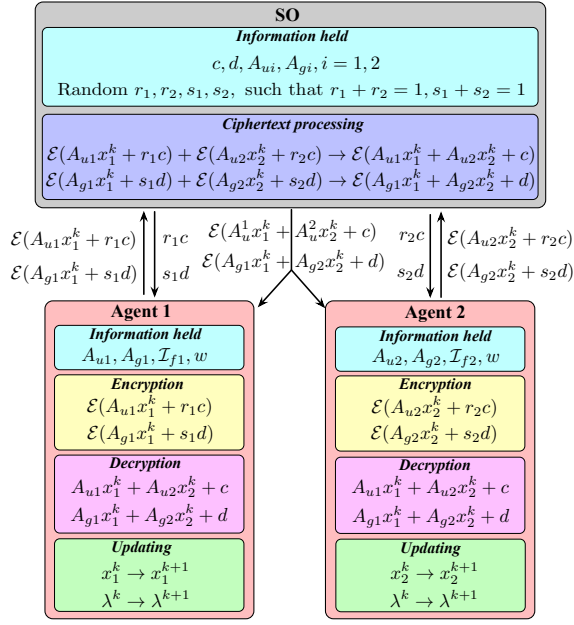 SO
Information held
c, d, A_{ui}, A_{gi}, i = 1, 2
Random r_1, r_2, s_1, s_2, such that r_1 + r_2 = 1, s_1 + s_2 = 1
Ciphertext processing
ℰ(A_{u1}x_1^k + r_1c) + ℰ(A_{u2}x_2^k + r_2c) → ℰ(A_{u1}x_1^k + A_{u2}x_2^k + c)
ℰ(A_{g1}x_1^k + s_1d) + ℰ(A_{g2}x_2^k + s_2d) → ℰ(A_{g1}x_1^k + A_{g2}x_2^k + d)
ℰ(A_{u1}x_1^k + r_1c)
ℰ(A_{g1}x_1^k + s_1d)
r_1c
s_1d
ℰ(A_u^1x_1^k + A_u^2x_2^k + c)
ℰ(A_{g1}x_1^k + A_{g2}x_2^k + d)
r_2c
s_2d
ℰ(A_{u2}x_2^k + r_2c)
ℰ(A_{g2}x_2^k + s_2d)
Agent 1
Information held
A_{u1}, A_{g1}, ℐ_{f1}, w
Encryption
ℰ(A_{u1}x_1^k + r_1c)
ℰ(A_{g1}x_1^k + s_1d)
Decryption
A_{u1}x_1^k + A_{u2}x_2^k + c
A_{g1}x_1^k + A_{g2}x_2^k + d
Updating
x_1^k → x_1^{k+1}
λ^k → λ^{k+1}
Agent 2
Information held
A_{u2}, A_{g2}, ℐ_{f2}, w
Encryption
ℰ(A_{u2}x_2^k + r_2c)
ℰ(A_{g2}x_2^k + s_2d)
Decryption
A_{u1}x_1^k + A_{u2}x_2^k + c
A_{g1}x_1^k + A_{g2}x_2^k + d
Updating
x_2^k → x_2^{k+1}
λ^k → λ^{k+1}